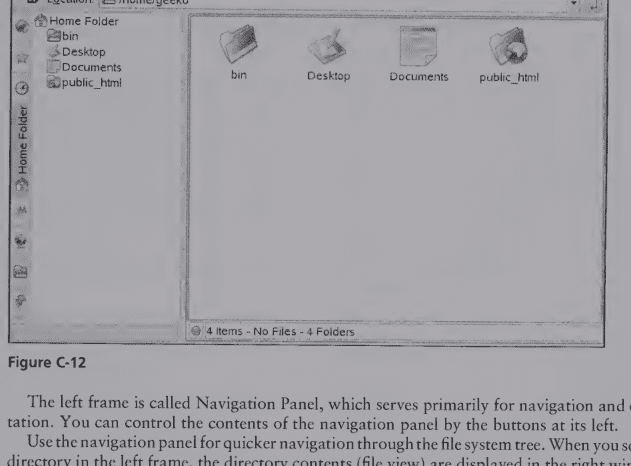 Location: /home/geeko
Home Folder
bin
Desktop
Documents
public_html
Home Folder
bin Desktop Documents public_html
4 Items - No Files - 4 Folders
Figure C-12
The left frame is called Navigation Panel, which serves primarily for navigation and
tation. You can control the contents of the navigation panel by the buttons at its left.
Use the navigation panel for quicker navigation through the file system tree. When you
directory in the left frame, the directory contents (file view) are displayed in the right